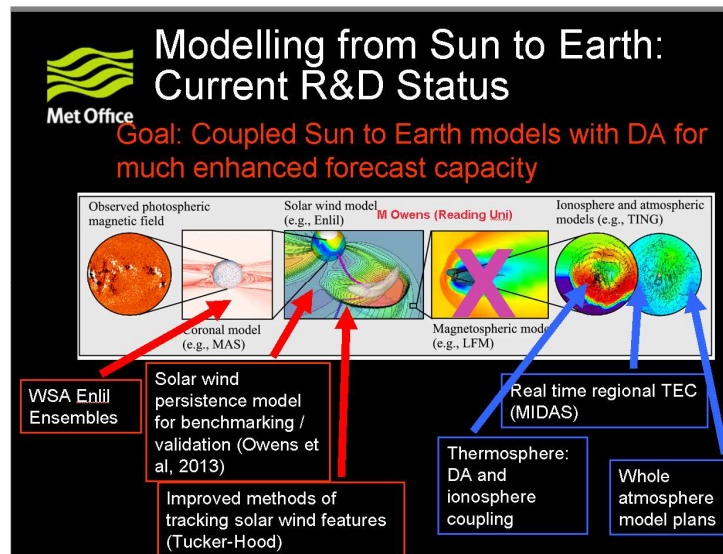 Modelling from Sun to Earth:
Current R&D Status
Met Office
Goal: Coupled Sun to Earth models with DA for
much enhanced forecast capacity
Observed photospheric
magnetic field
Solar wind model
(e.g., Enlil)
M Owens (Reading Uni)
Ionosphere and atmospheric
models (e.g., TING)
X
Coronal model
(e.g., MAS)
Magnetospheric mode
(e.g., LFM)
WSA Enlil
Ensembles
Solar wind
persistence model
for benchmarking /
validation (Owens et
al, 2013)
Improved methods of
tracking solar wind features
(Tucker-Hood)
Real time regional TEC
(MIDAS)
Thermosphere:
DA and
ionosphere
coupling
Whole
atmosphere
model plans